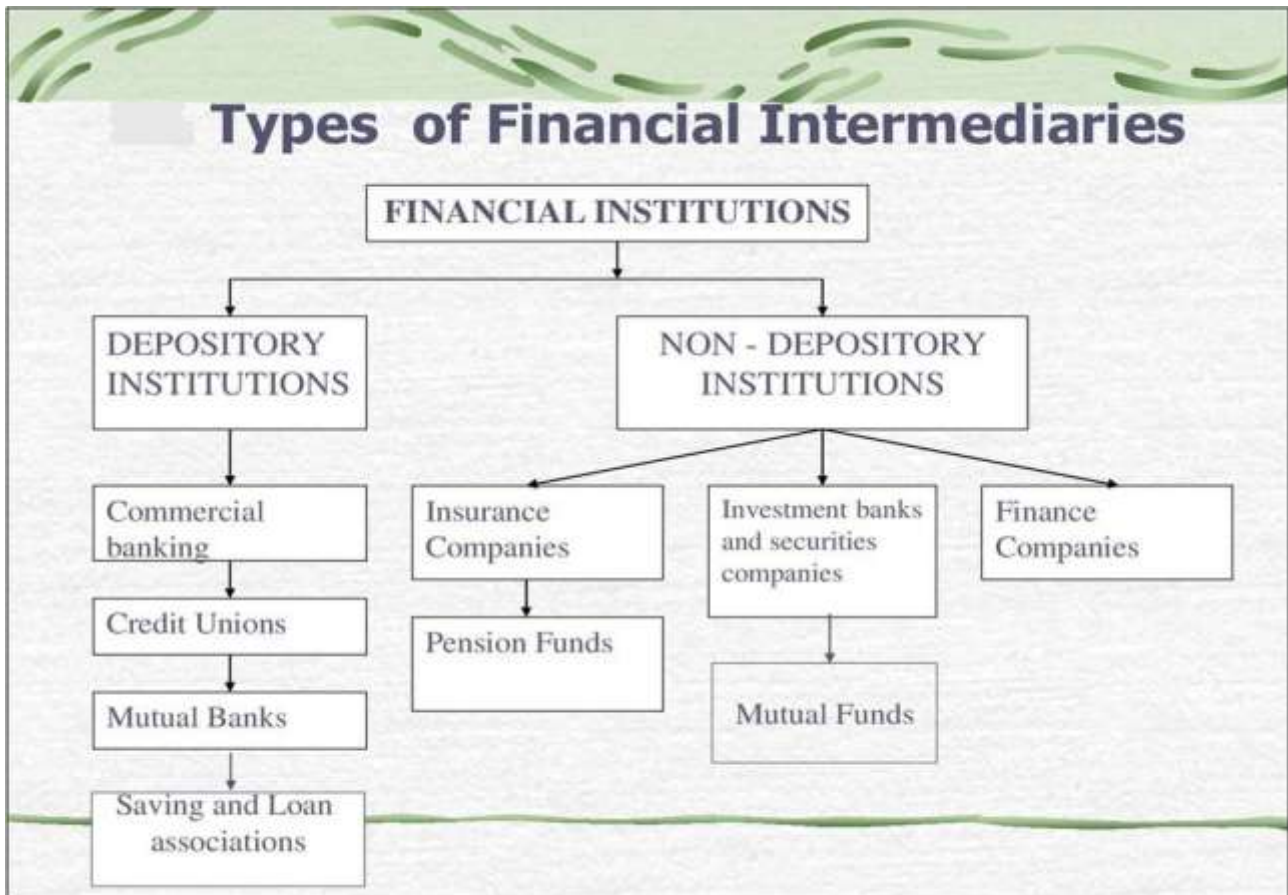 Types of Financial Intermediaries
FINANCIAL INSTITUTIONS
DEPOSITORY
INSTITUTIONS
NON - DEPOSITORY
INSTITUTIONS
Commercial
banking
Insurance
Companies
Investment banks
and securities
companies
Finance
Companies
Credit Unions
Pension Funds
Mutual Banks
Mutual Funds
Saving and Loan
associations